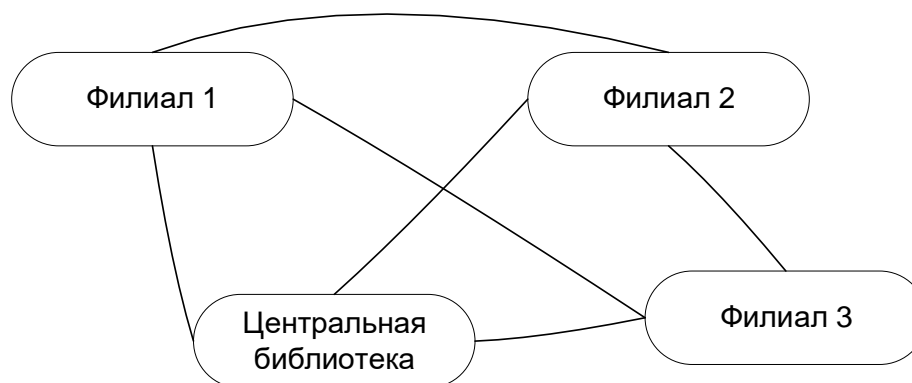 Филиал 1
Филиал 2
Центральная
библиотека
Филиал 3